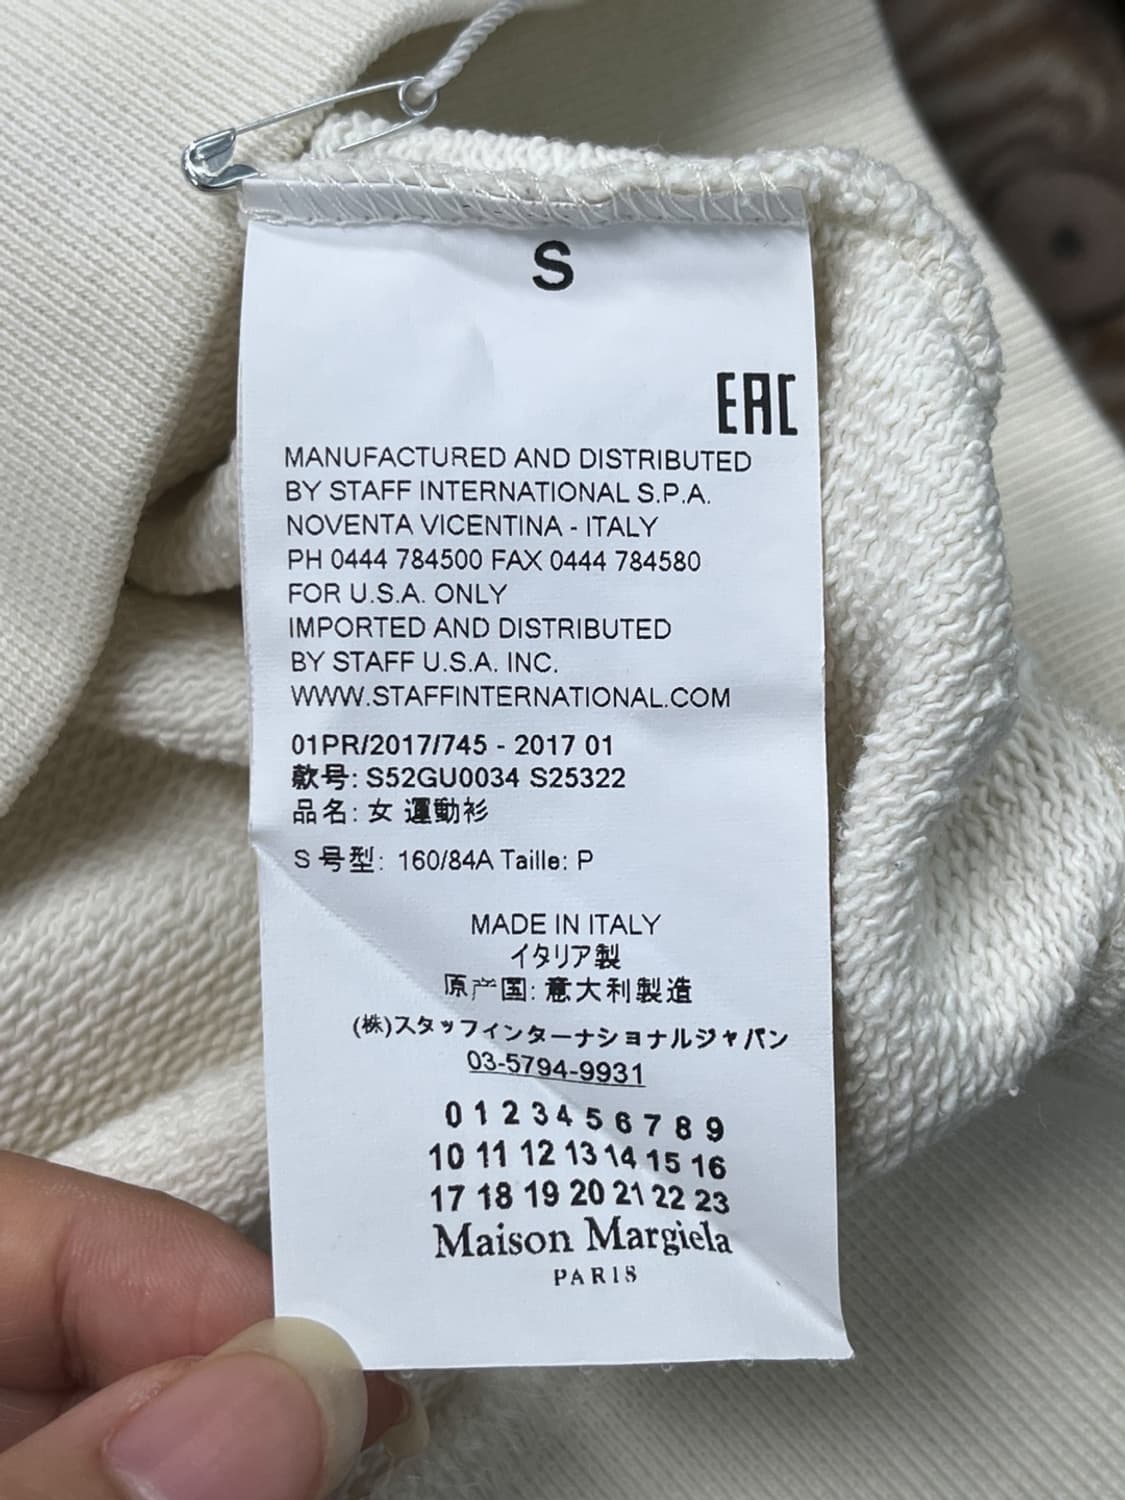 S
EAC
MANUFACTURED AND DISTRIBUTED
BY STAFF INTERNATIONAL S.P.A.
NOVENTA VICENTINA - ITALY
PH 0444 784500 FAX 0444 784580
FOR U.S.A. ONLY
IMPORTED AND DISTRIBUTED
BY STAFF U.S.A. INC.
WWW.STAFFINTERNATIONAL.COM
01PR/2017/745 - 2017 01
款号: S52GU0034 S25322
品名: 女 運動衫
S 号型: 160/84A Taille: P
MADE IN ITALY
イタリア製
原产国: 意大利製造
(株)スタッフインターナショナルジャパン
03-5794-9931
0 1 2 3 4 5 6 7 8 9
10 11 12 13 14 15 16
17 18 19 20 21 22 23
Maison Margiela
PARIS